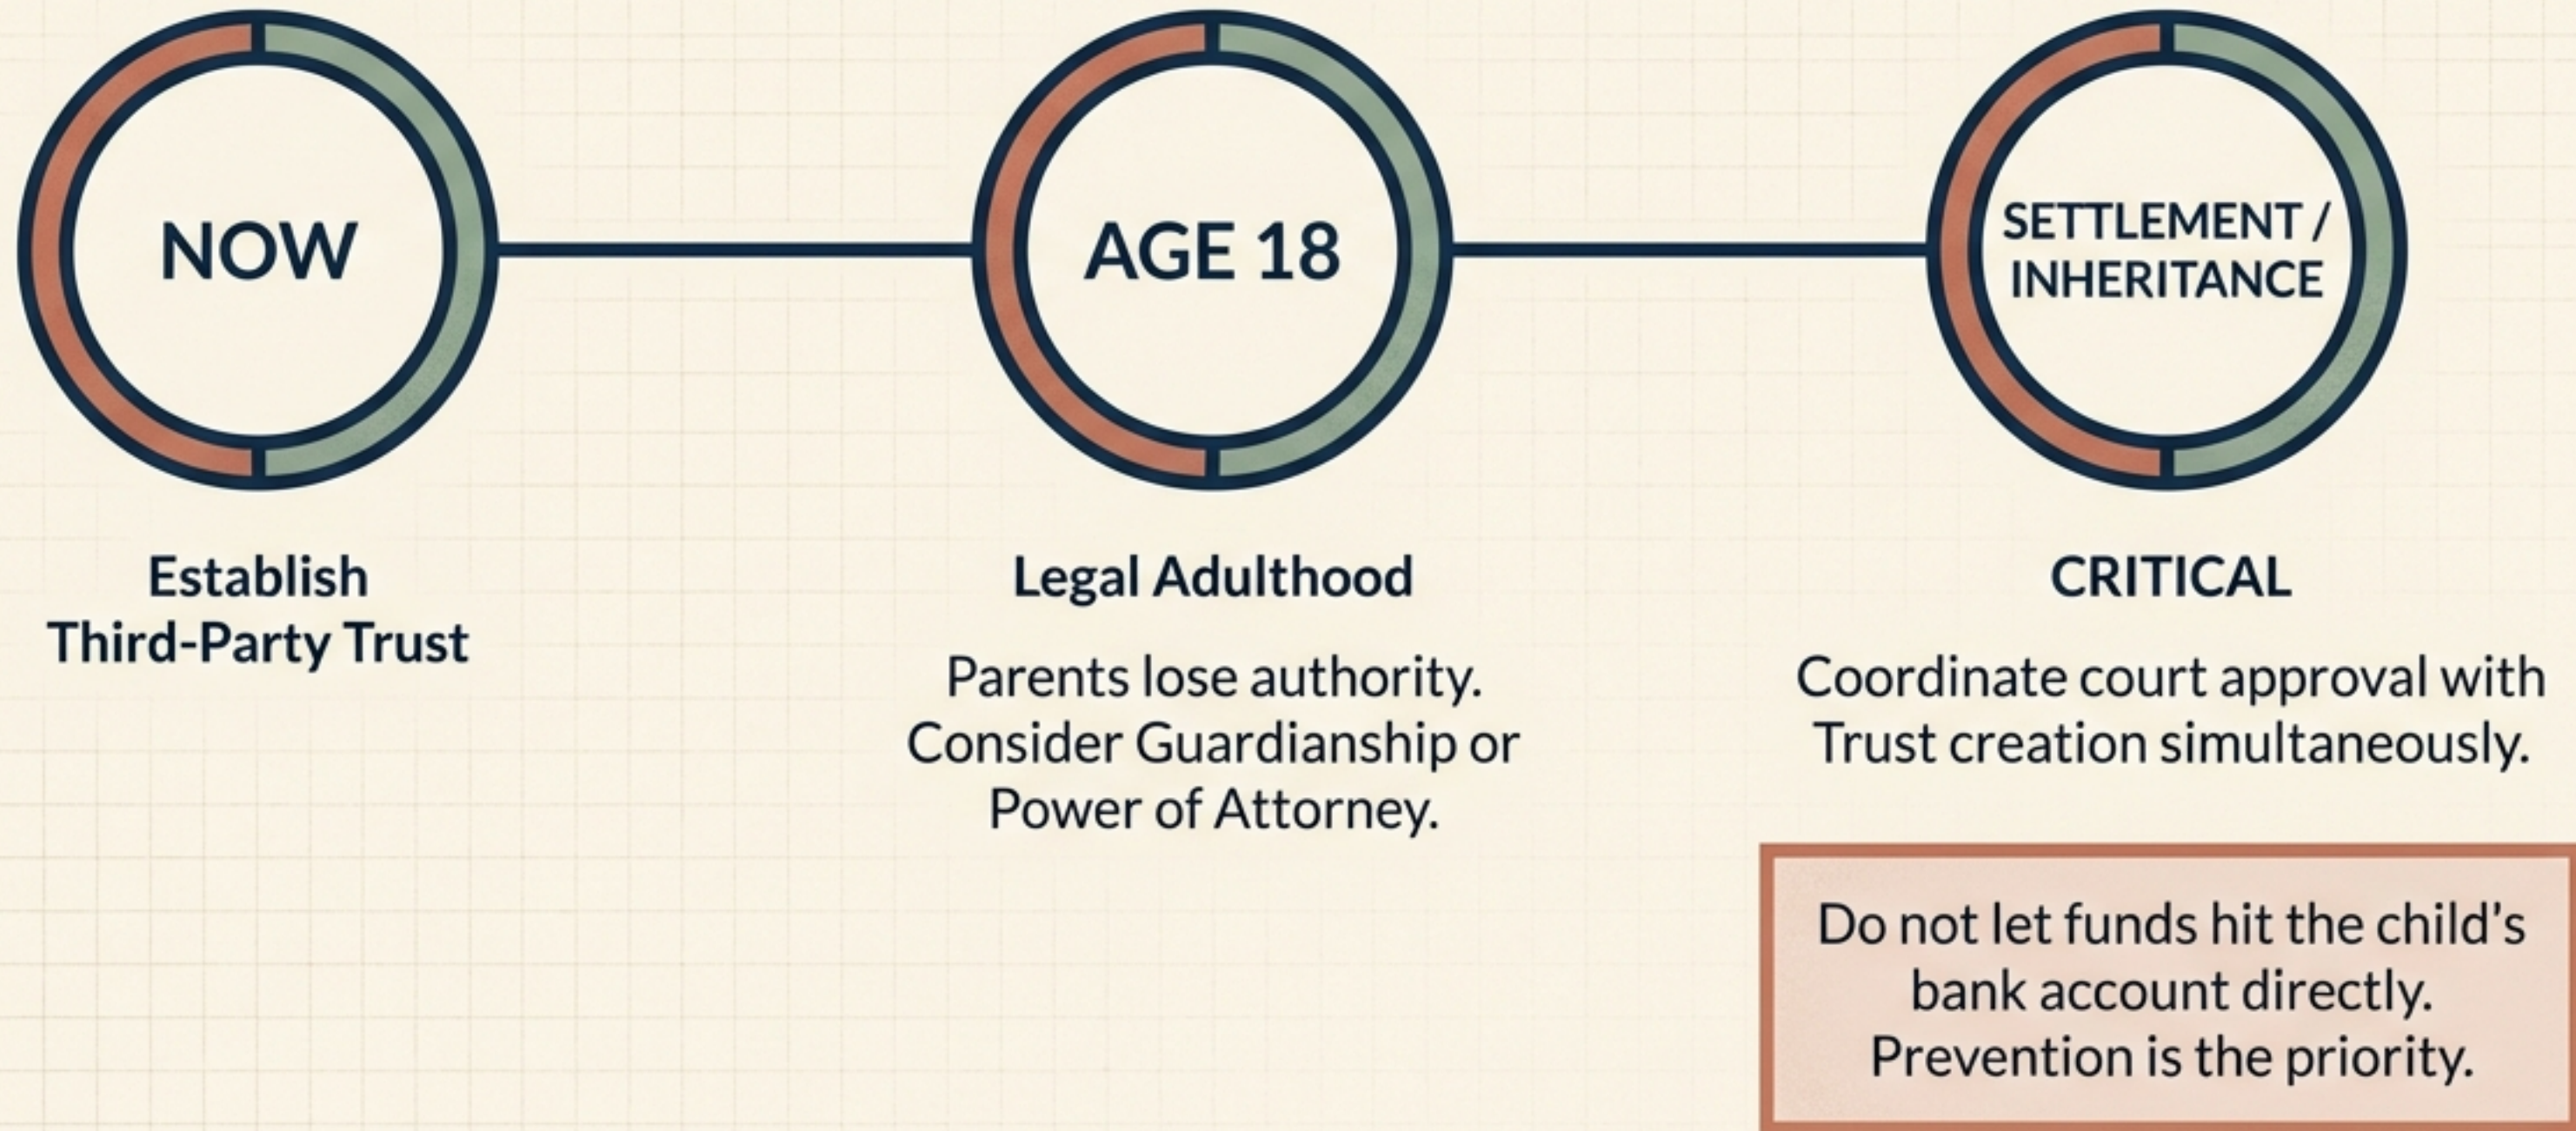 NOW
Establish
Third-Party Trust
AGE 18
Legal Adulthood
Parents lose authority.
Consider Guardianship or
Power of Attorney.
SETTLEMENT /
INHERITANCE
CRITICAL
Coordinate court approval with
Trust creation simultaneously.
Do not let funds hit the child's
bank account directly.
Prevention is the priority.